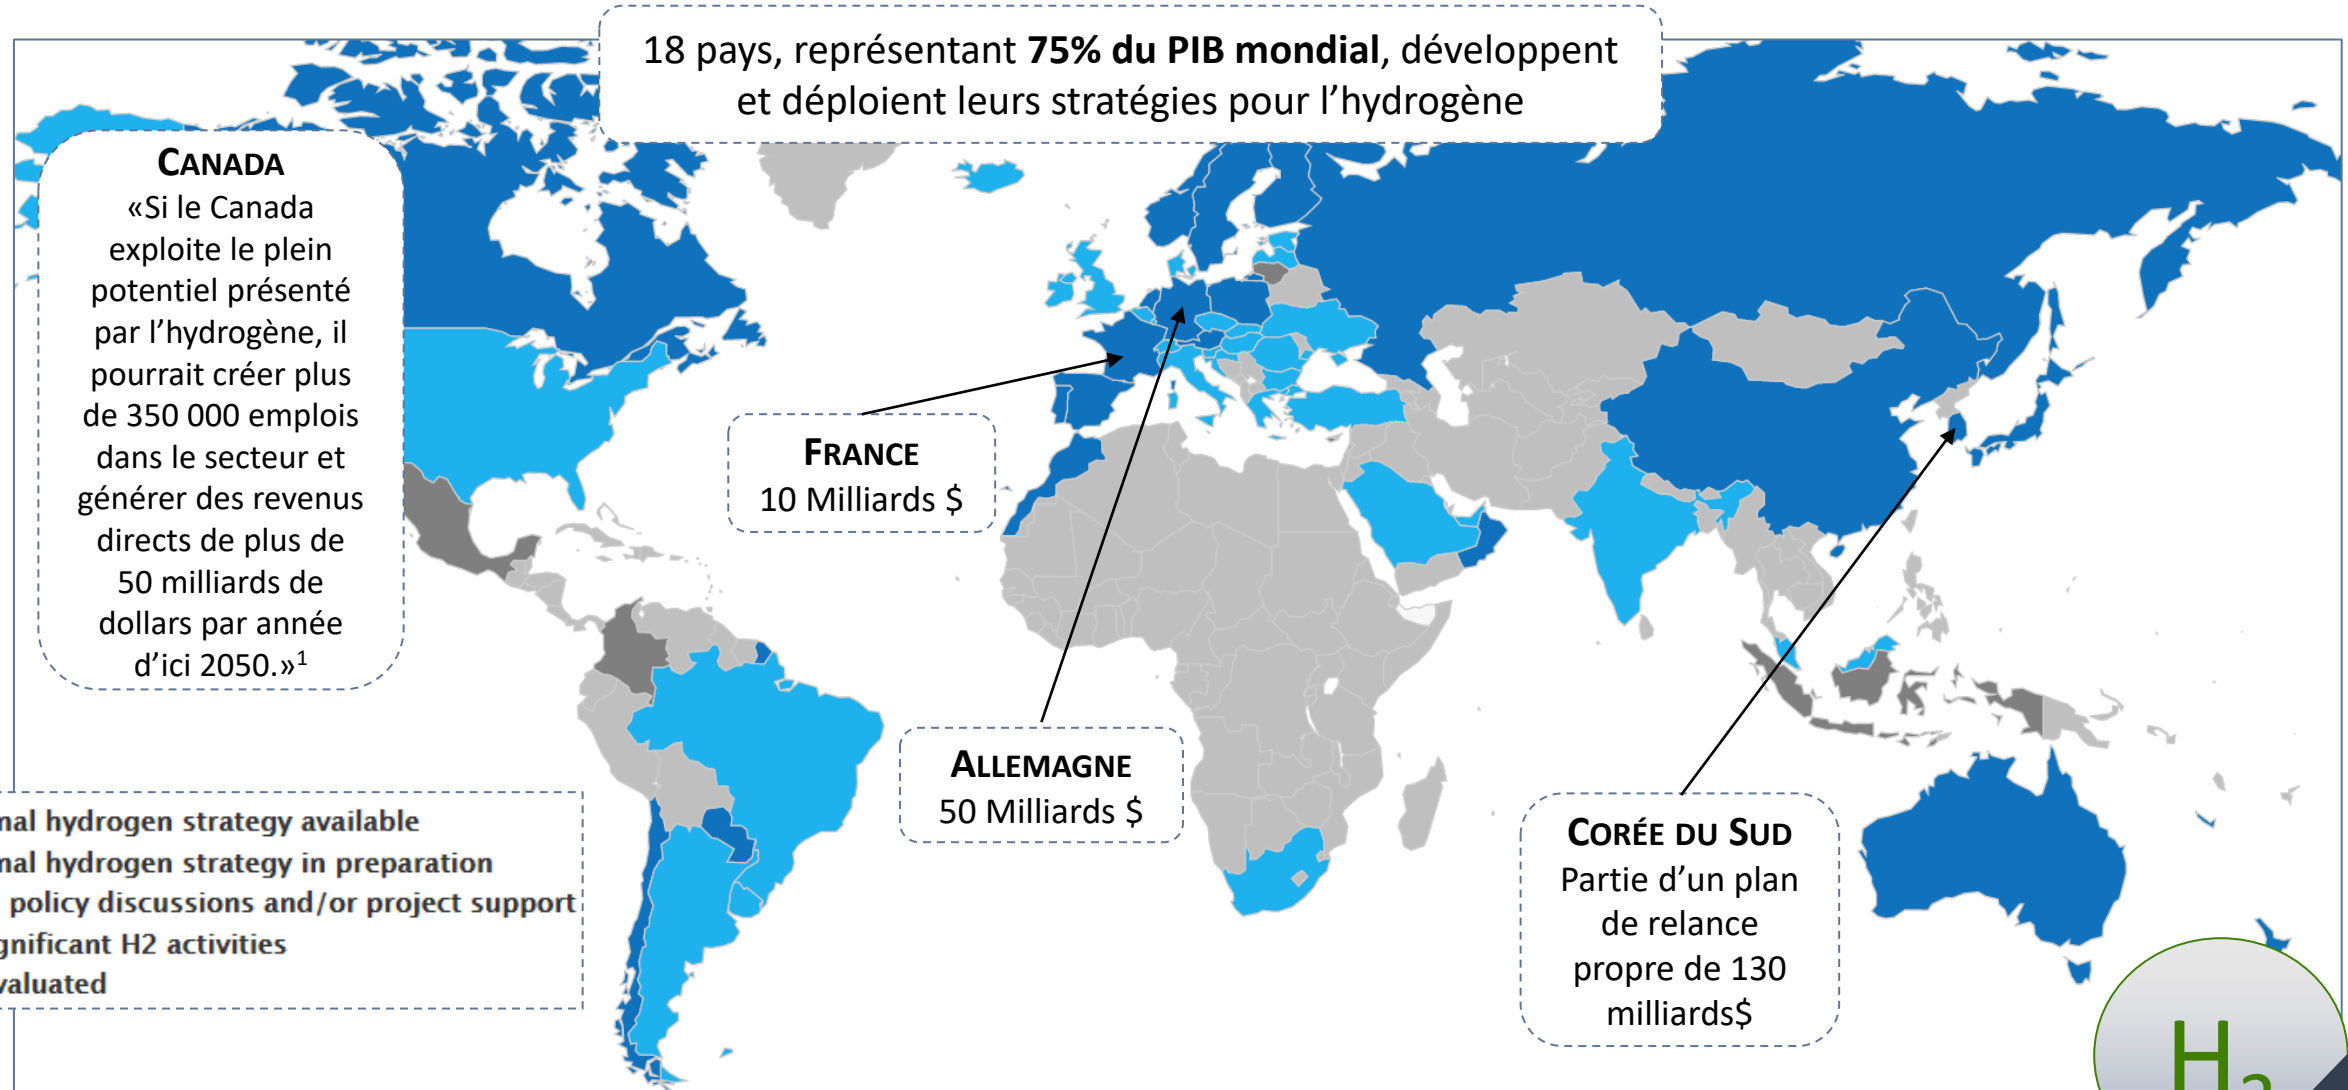 18 pays, représentant 75% du PIB mondial, développent
et déploient leurs stratégies pour l'hydrogène
CANADA
«Si le Canada
exploite le plein
potentiel présenté
par l'hydrogène, il
pourrait créer plus
de 350 000 emplois
dans le secteur et
générer des revenus
directs de plus de
50 milliards de
dollars par année
d'ici 2050.»1
FRANCE
10 Milliards $
ALLEMAGNE
50 Milliards $
CORÉE DU SUD
Partie d'un plan
de relance
propre de 130
milliards$
hydrogen strategy available
hydrogen strategy in preparation
policy discussions and/or project support
H2 activities
H2